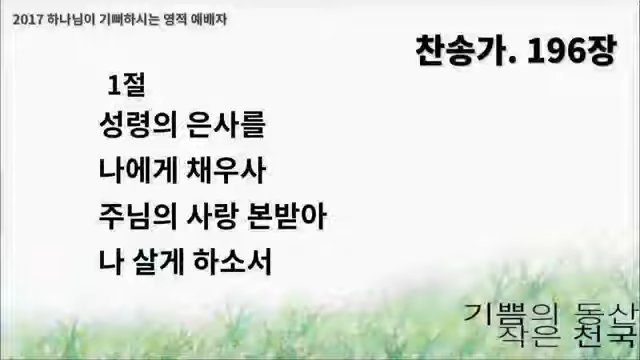 2017 하나님이 기뻐하시는 영적 예배자
찬송가. 196장
1절
성령의 은사를
나에게 채우사
주님의 사랑 본받아
나 살게 하소서
기쁨의 동산
작은 천국